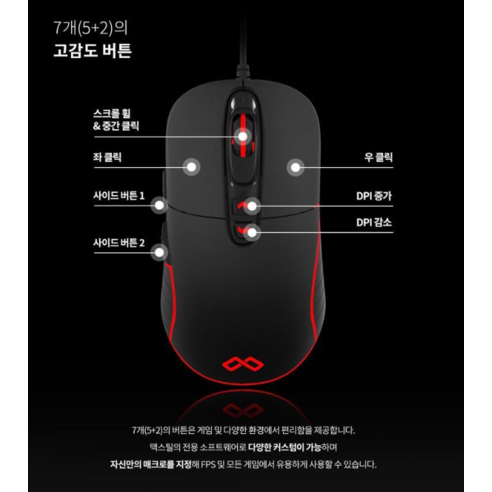 7개(5+2)의
고감도 버튼
스크롤 휠
& 중간 클릭
좌 클릭
우 클릭
사이드 버튼 1
DPI 증가
DPI 감소
사이드 버튼 2
7개(5+2)의 버튼은 게임 및 다양한 환경에서 편리함을 제공합니다.
맥스틸의 전용 소프트웨어로 다양한 커스텀이 가능하며
자신만의 매크로를 지정해 FPS 및 모든 게임에서 유용하게 사용할 수 있습니다.